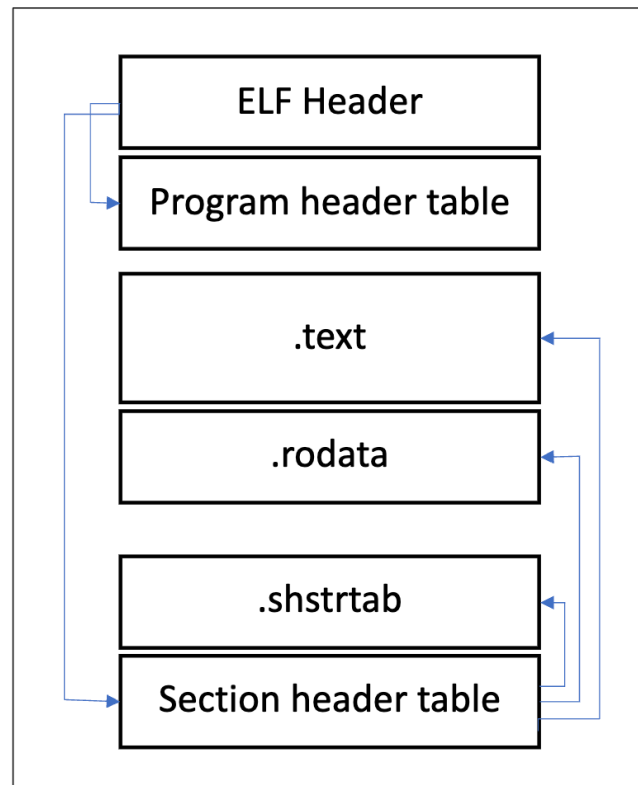 ELF Header
Program header table
.text
.rodata
.shstrtab
Section header table